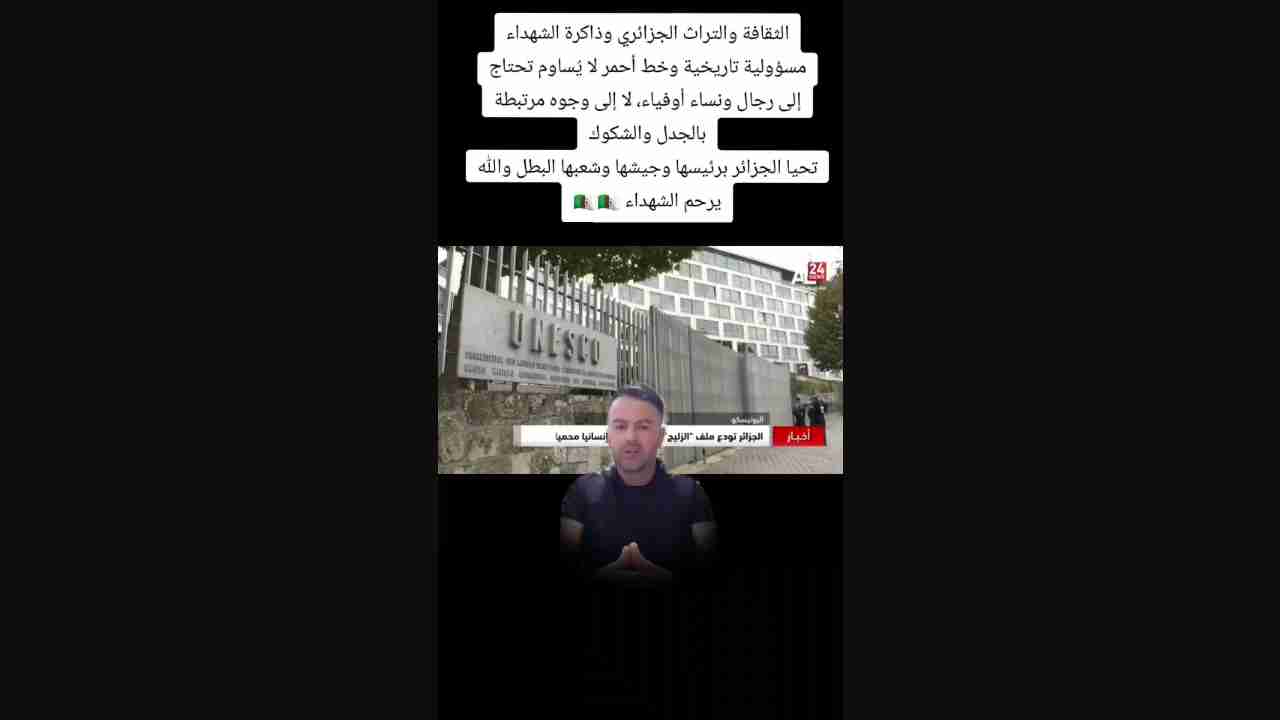 الثقافة والتراث الجزائري وذاكرة الشهداء
مسؤولية تاريخية وخط أحمر لا يُساوم تحتاج
إلى رجال ونساء أوفياء، لا إلى وجوه مرتبطة
بالجدل والشكوك
تحيا الجزائر برئيسها وجيشها وشعبها البطل والله
يرحم الشهداء 🇩🇿🇩🇿
24
UNESCO
اليونيسكو
أخبار
الجزائر تودع ملف "الزليج" إنسانيا محميا